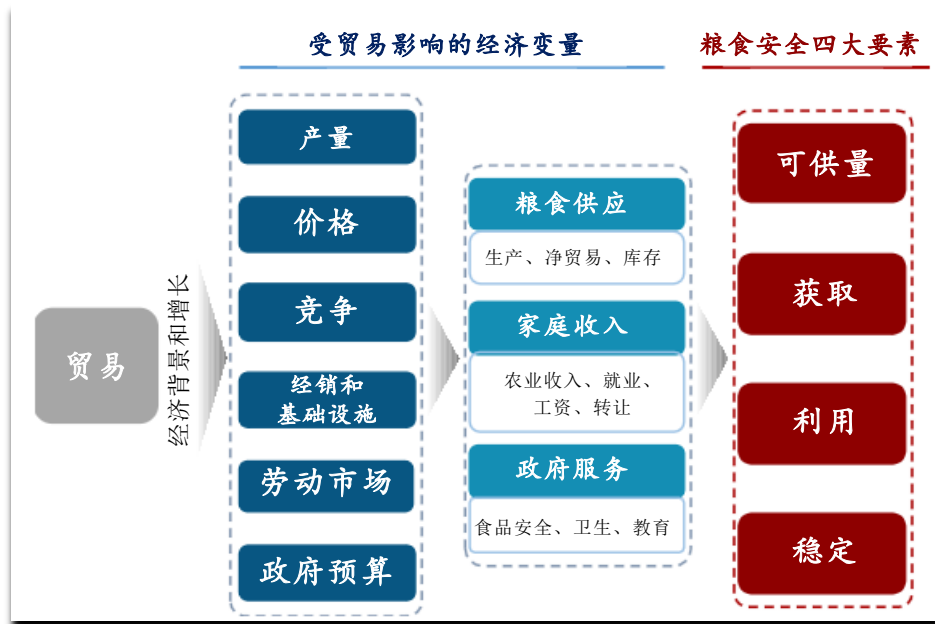 受贸易影响的经济变量
粮食安全四大要素
贸易
经济背景和增长
产量
价格
竞争
经销和
基础设施
劳动市场
政府预算
粮食供应
生产、净贸易、库存
家庭收入
农业收入、就业、
工资、转让
政府服务
食品安全、卫生、教育
可供量
获取
利用
稳定